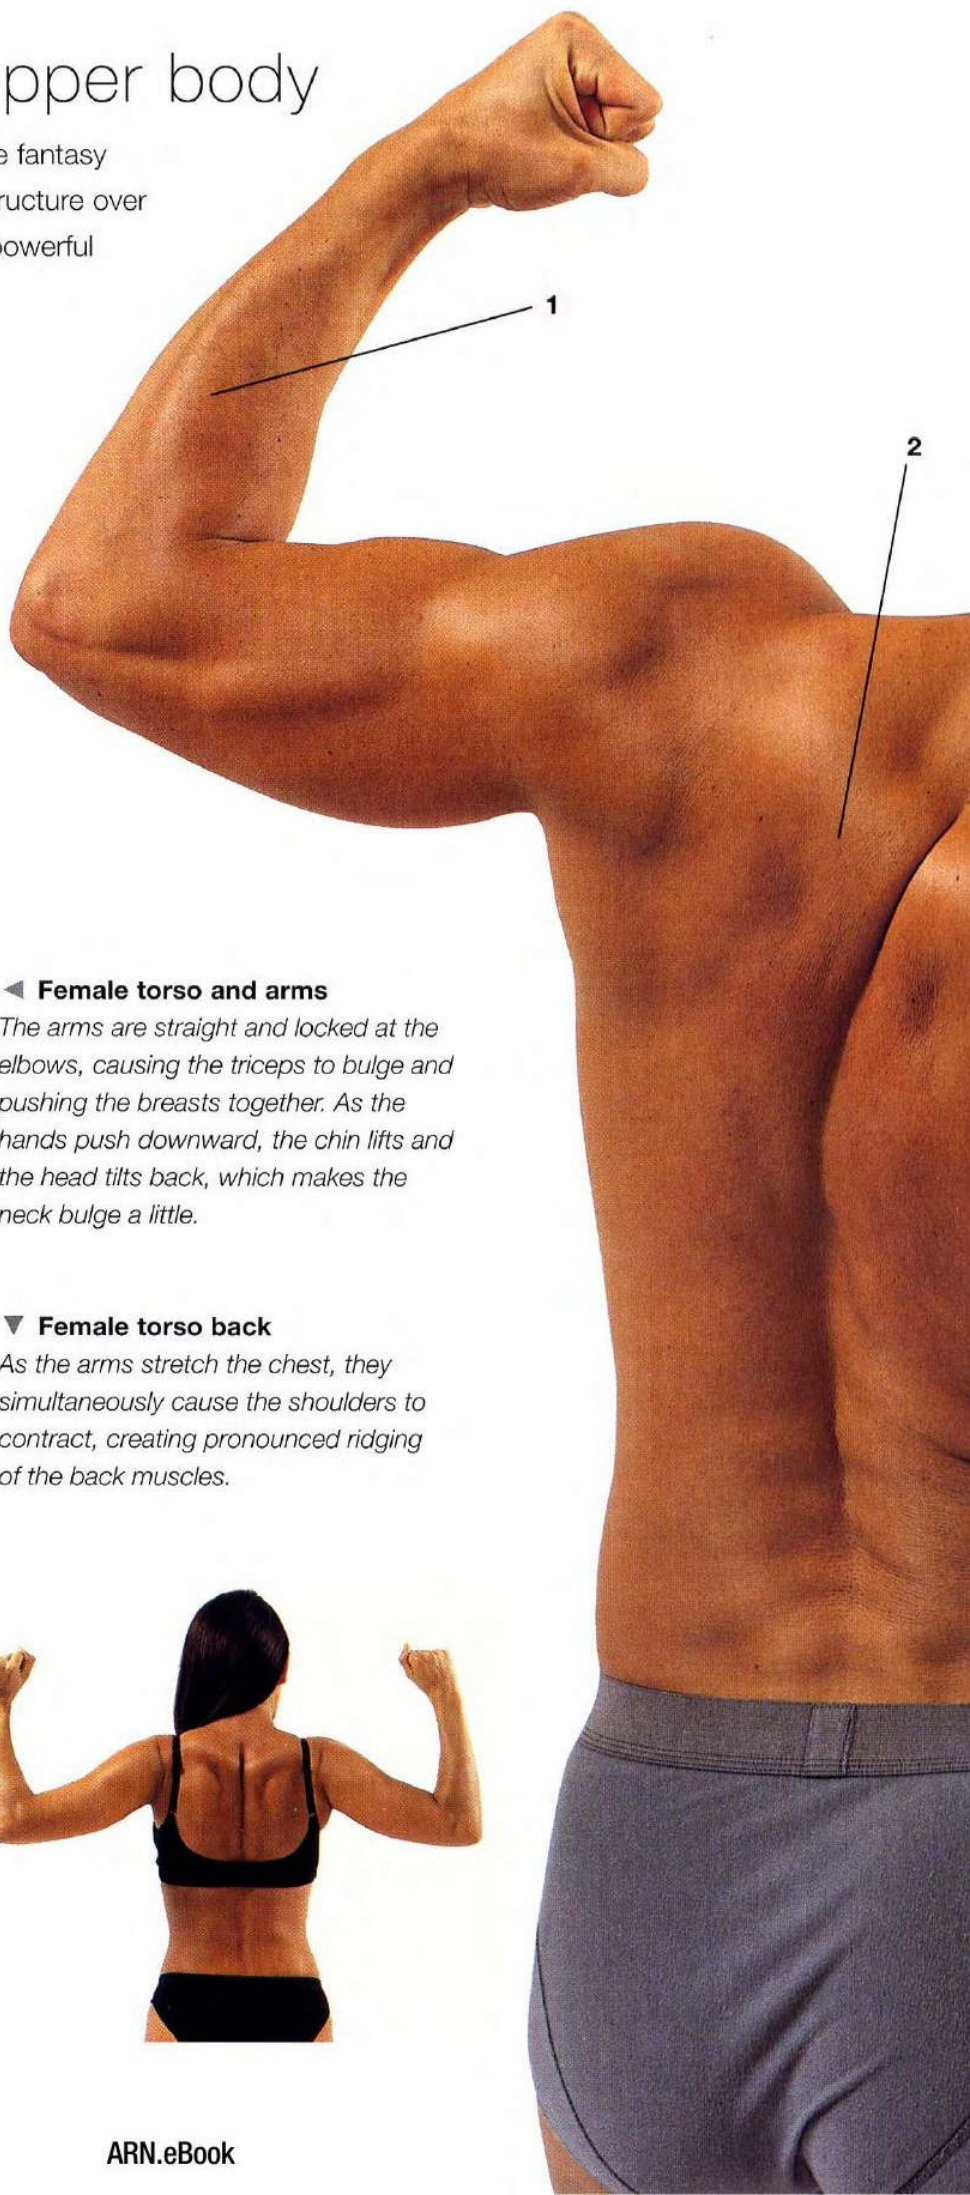 pper body
e fantasy
ructure over
powerful
1
2
◀ Female torso and arms
The arms are straight and locked at the
elbows, causing the triceps to bulge and
pushing the breasts together. As the
hands push downward, the chin lifts and
the head tilts back, which makes the
neck bulge a little.
▼ Female torso back
As the arms stretch the chest, they
simultaneously cause the shoulders to
contract, creating pronounced ridging
of the back muscles.
ARN.eBook